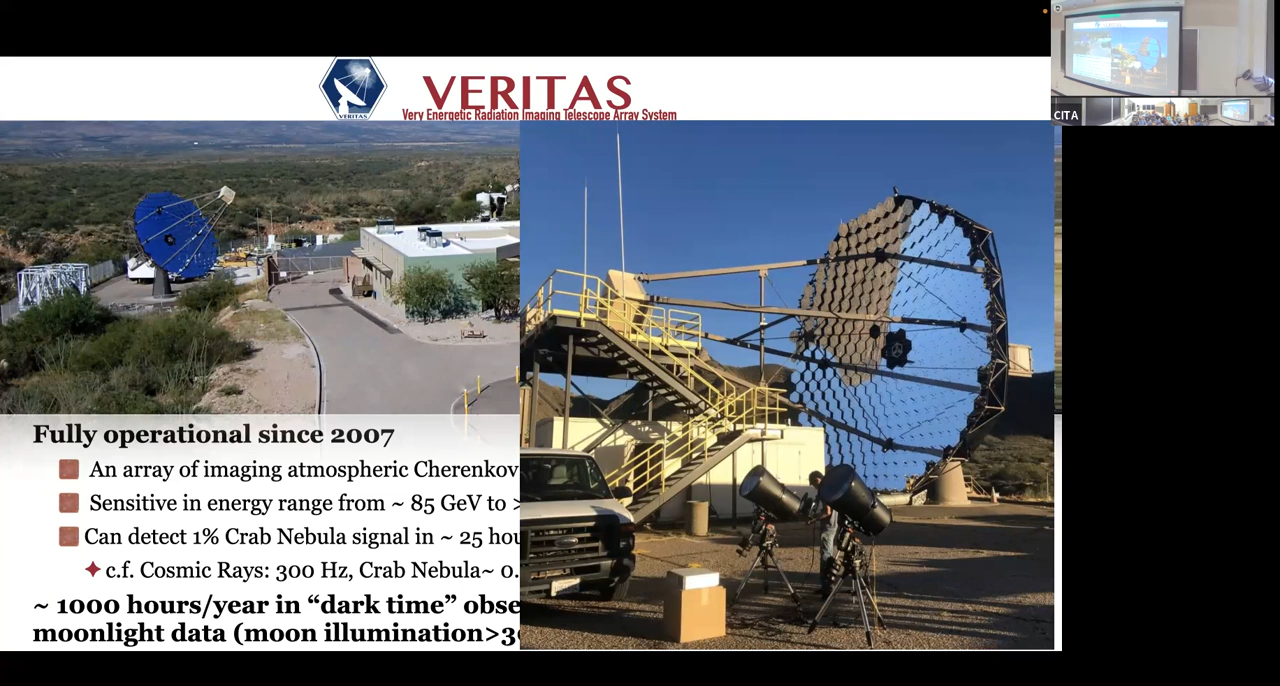 VERITAS
VERITAS
Very Energetic Radiation Imaging Telescope Array System
CITA
Fully operational since 2007
An array of imaging atmospheric Cherenkov
Sensitive in energy range from ~ 85 GeV to >
Can detect 1% Crab Nebula signal in ~ 25 hou
c.f. Cosmic Rays: 300 Hz, Crab Nebula~ 0.
~ 1000 hours/year in “dark time” obse
moonlight data (moon illumination>3